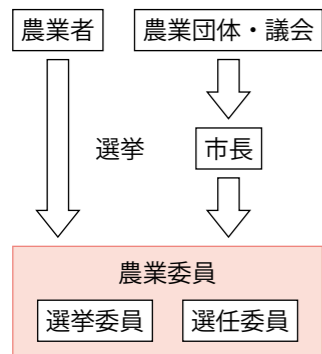 農業者
農業団体・議会
選挙
市長
農業委員
選挙委員
選任委員